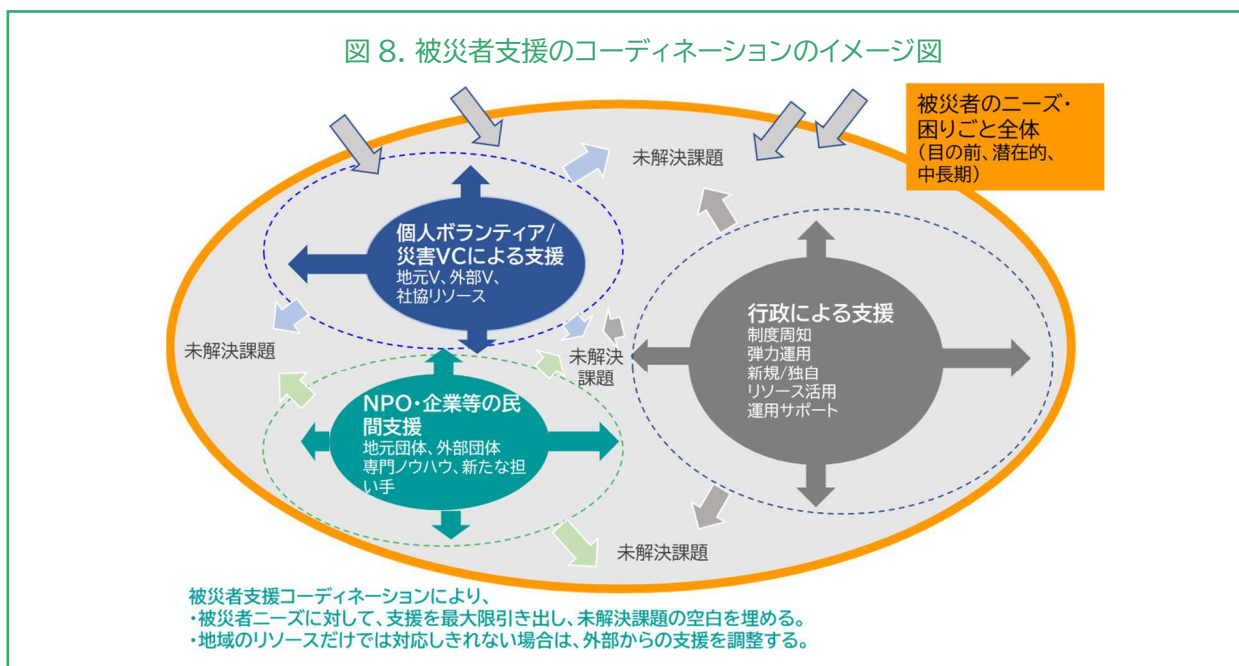 図 8. 被災者支援のコーディネーションのイメージ図
被災者のニーズ・
困りごと全体
（目の前、潜在的、
中長期）
未解決課題
個人ボランティア/
災害VCによる支援
地元V、外部V、
社協リソース
行政による支援
制度周知
弾力運用
新規/独自
リソース活用
運用サポート
未解決課題
未解決
課題
NPO・企業等の民
間支援
地元団体、外部団体
専門ノウハウ、新たな担
い手
未解決課題
未解決課題
被災者支援コーディネーションにより、
・被災者ニーズに対して、支援を最大限引き出し、未解決課題の空白を埋める。
・地域のリソースだけでは対応しきれない場合は、外部からの支援を調整する。